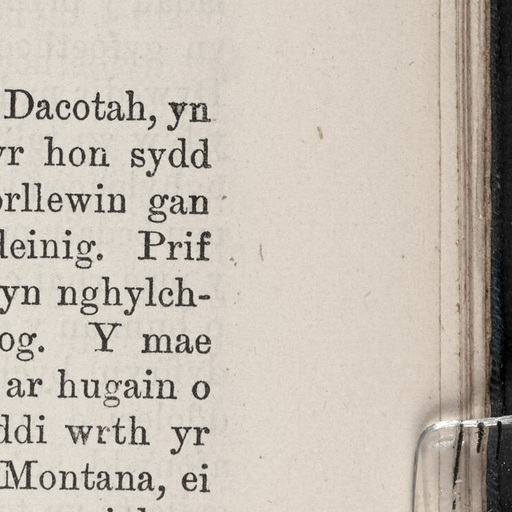 Dacotah, yn
yr hon sydd
orllewin gan
deinig. Prif
yn nghylch-
og. Y mae
ar hugain o
ddi wrth yr
Montana, ei